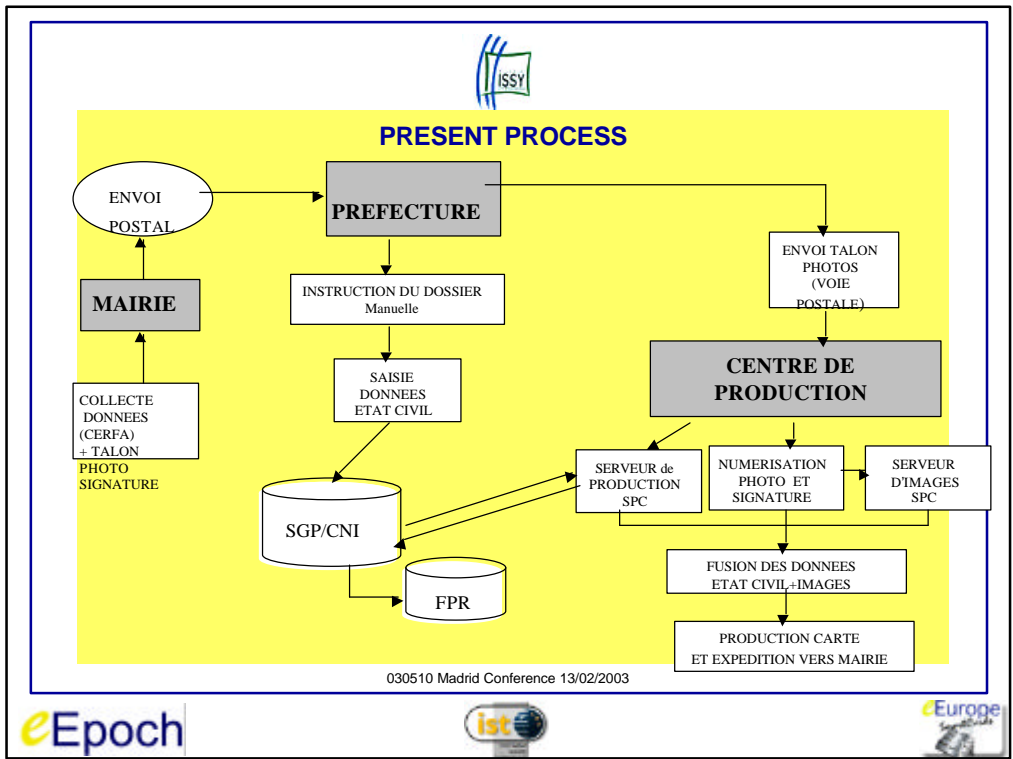 ISSY
PRESENT PROCESS
ENVOI
POSTAL
PREFECTURE
ENVOI TALON
PHOTOS
(VOIE
POSTALE)
MAIRIE
INSTRUCTION DU DOSSIER
Manuelle
CENTRE DE
PRODUCTION
COLLECTE
DONNEES
(CERFA)
+ TALON
PHOTO
SIGNATURE
SAISIE
DONNEES
ETAT CIVIL
SERVEUR de
PRODUCTION
SPC
NUMERISATION
PHOTO ET
SIGNATURE
SERVEUR
D'IMAGES
SPC
SGP/CNI
FPR
FUSION DES DONNEES
ETAT CIVIL+IMAGES
PRODUCTION CARTE
ET EXPEDITION VERS MAIRIE
030510 Madrid Conference 13/02/2003
eEpoch
ist
eEurope